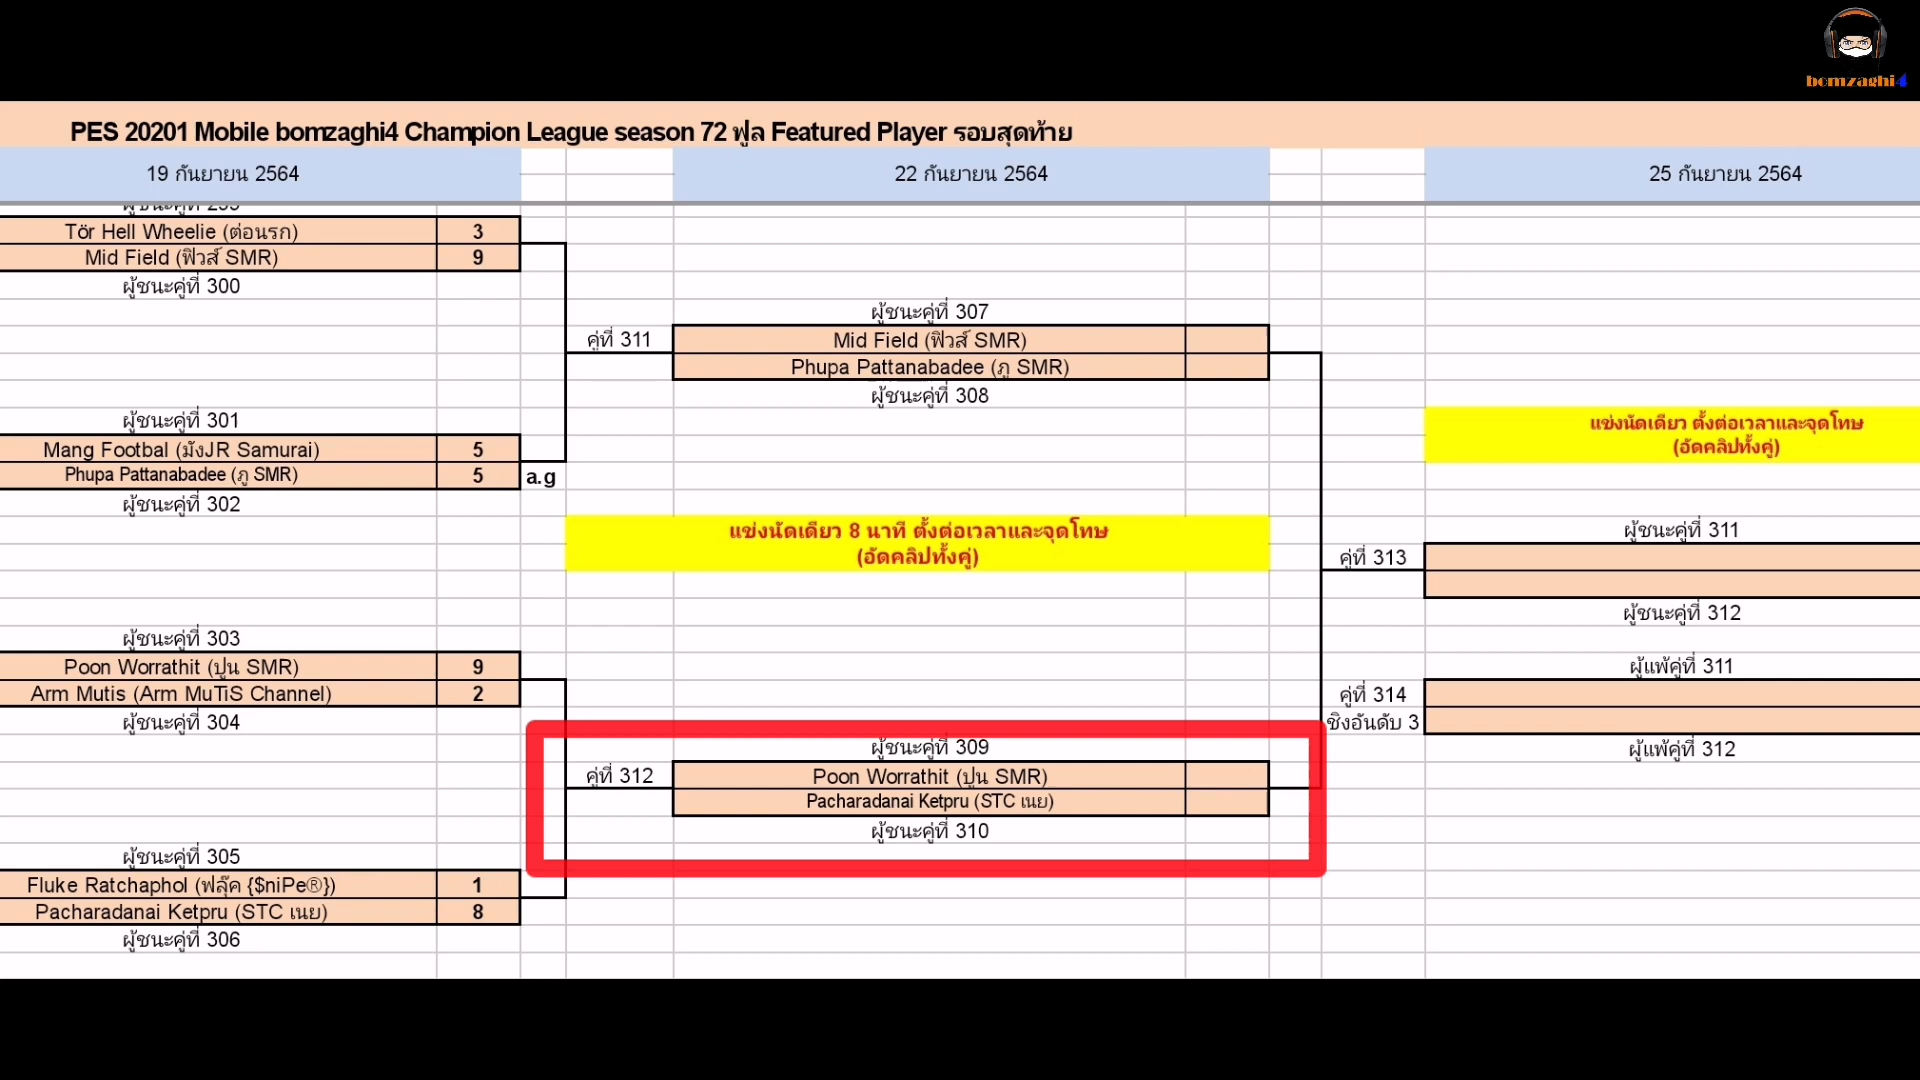 bomzaghi4
PES 20201 Mobile bomzaghi4 Champion League season 72 ฟูล Featured Player รอบสุดท้าย
19 กันยายน 2564
22 กันยายน 2564
25 กันยายน 2564
Tör Hell Wheelie (ต่อนรก) 3
Mid Field (ฟิวส์ SMR) 9
ผู้ชนะคู่ที่ 300
ผู้ชนะคู่ที่ 301
Mang Footbal (มังJR Samurai) 5
Phupa Pattanabadee (ภู SMR) 5 a.g
ผู้ชนะคู่ที่ 302
ผู้ชนะคู่ที่ 303
Poon Worrathit (ปูน SMR) 9
Arm Mutis (Arm MuTiS Channel) 2
ผู้ชนะคู่ที่ 304
ผู้ชนะคู่ที่ 305
Fluke Ratchaphol (ฟลุ๊ค {$niPe®}) 1
Pacharadanai Ketpru (STC เนย) 8
ผู้ชนะคู่ที่ 306
ผู้ชนะคู่ที่ 307
คู่ที่ 311 Mid Field (ฟิวส์ SMR)
Phupa Pattanabadee (ภู SMR)
ผู้ชนะคู่ที่ 308
แข่งนัดเดียว 8 นาที ตั้งต่อเวลาและจุดโทษ
(อัดคลิปทั้งคู่)
ผู้ชนะคู่ที่ 309
คู่ที่ 312 Poon Worrathit (ปูน SMR)
Pacharadanai Ketpru (STC เนย)
ผู้ชนะคู่ที่ 310
แข่งนัดเดียว ตั้งต่อเวลาและจุดโทษ
(อัดคลิปทั้งคู่)
ผู้ชนะคู่ที่ 311
คู่ที่ 313
ผู้ชนะคู่ที่ 312
ผู้แพ้คู่ที่ 311
คู่ที่ 314
ชิงอันดับ 3
ผู้แพ้คู่ที่ 312